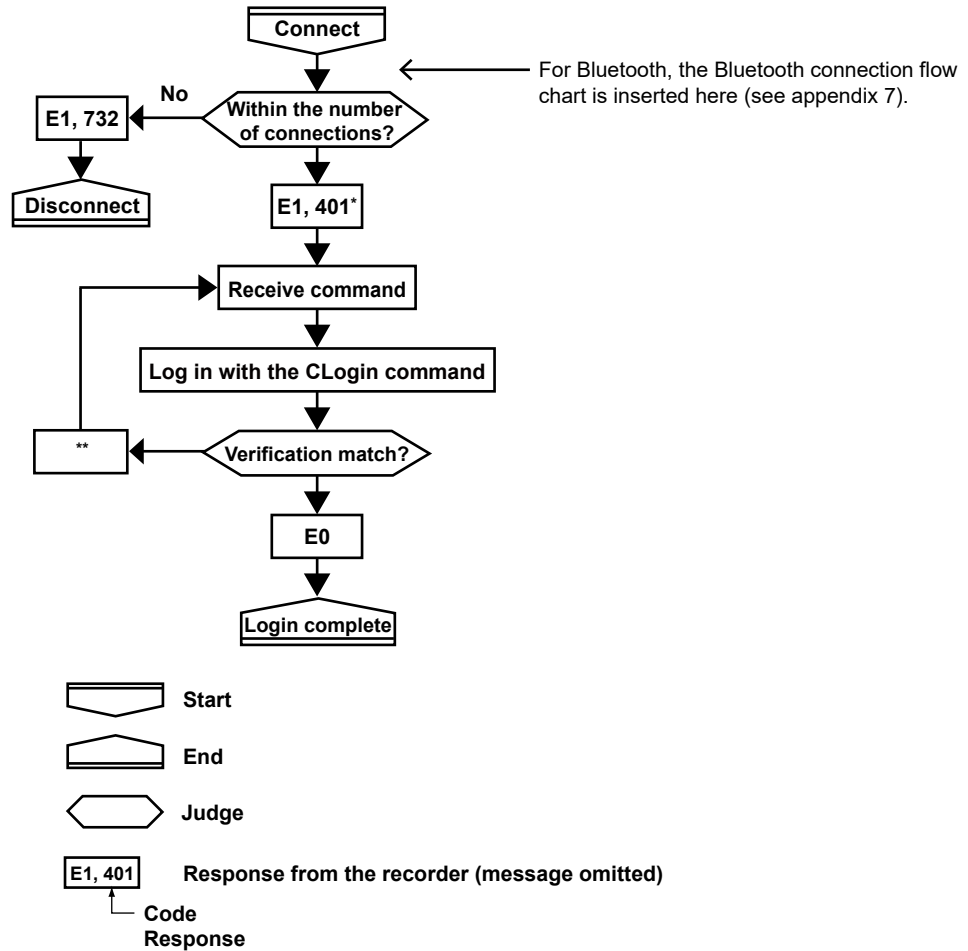 Connect
For Bluetooth, the Bluetooth connection flow
chart is inserted here (see appendix 7).
No
Within the number
of connections?
E1, 732
Disconnect
E1, 401*
Receive command
Log in with the CLogin command
**
Verification match?
E0
Login complete
Start
End
Judge
E1, 401
Response from the recorder (message omitted)
Code
Response